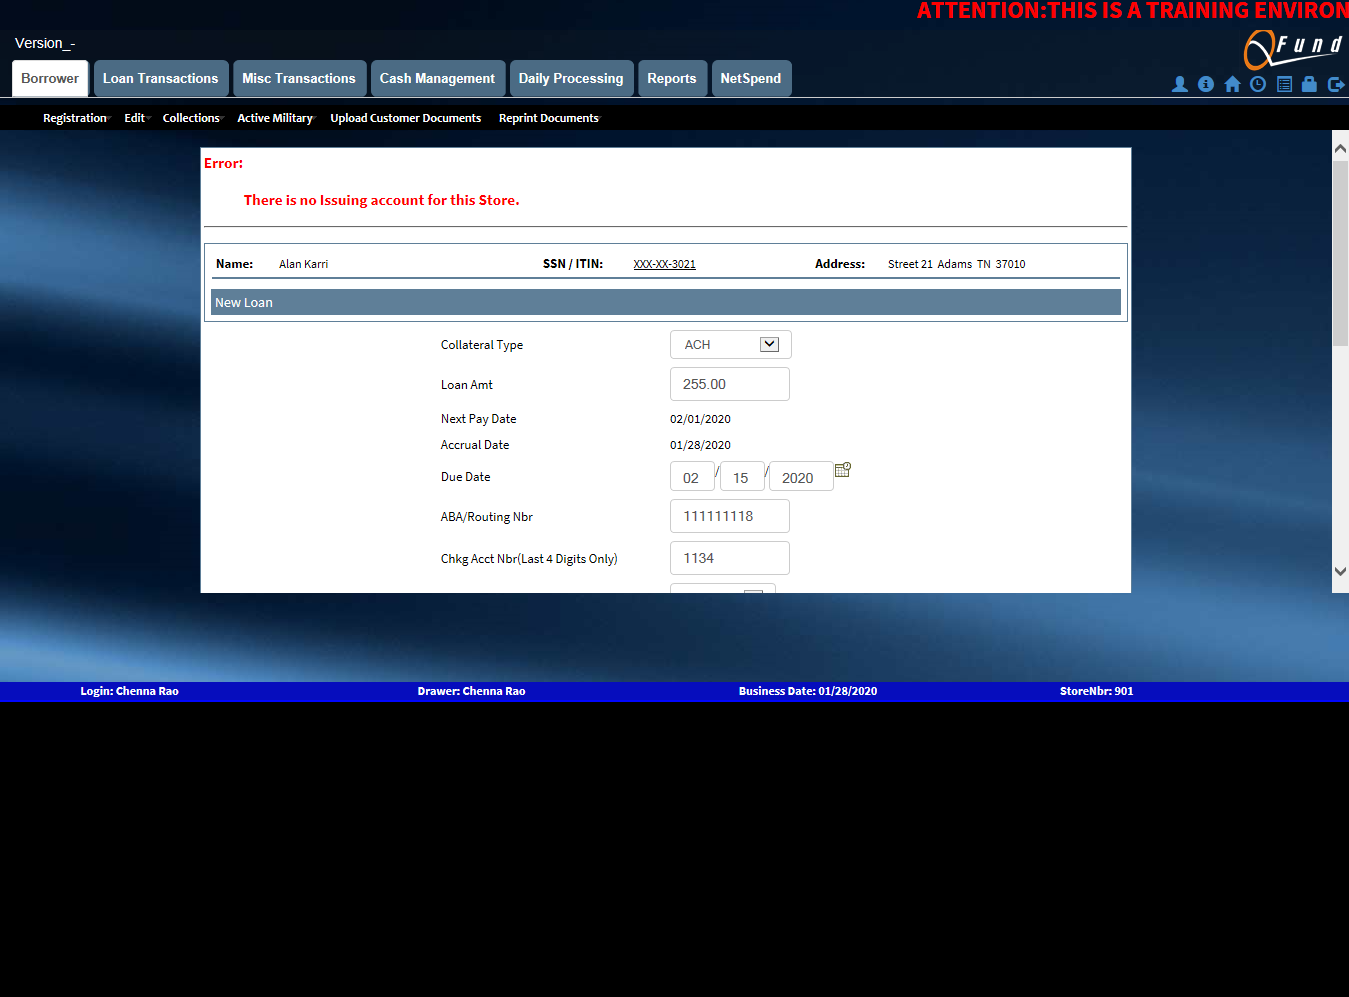 ATTENTION:THIS IS A TRAINING ENVIRON
Version_-
QFund
Borrower Loan Transactions Misc Transactions Cash Management Daily Processing Reports NetSpend
Registration Edit Collections Active Military Upload Customer Documents Reprint Documents
Error:
There is no Issuing account for this Store.
Name: Alan Karri SSN / ITIN: XXX-XX-3021 Address: Street 21 Adams TN 37010
New Loan
Collateral Type ACH
Loan Amt 255.00
Next Pay Date 02/01/2020
Accrual Date 01/28/2020
Due Date 02 / 15 / 2020
ABA/Routing Nbr 111111118
Chkg Acct Nbr(Last 4 Digits Only) 1134
Login: Chenna Rao Drawer: Chenna Rao Business Date: 01/28/2020 StoreNbr: 901